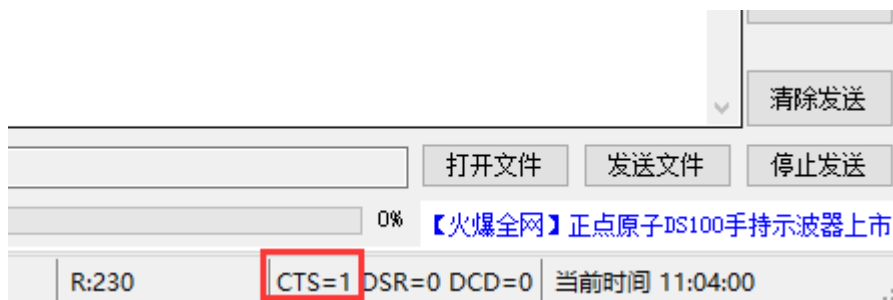 清除发送
打开文件 发送文件 停止发送
0% 【火爆全网】正点原子DS100手持示波器上市
R:230 CTS=1 DSR=0 DCD=0 当前时间 11:04:00